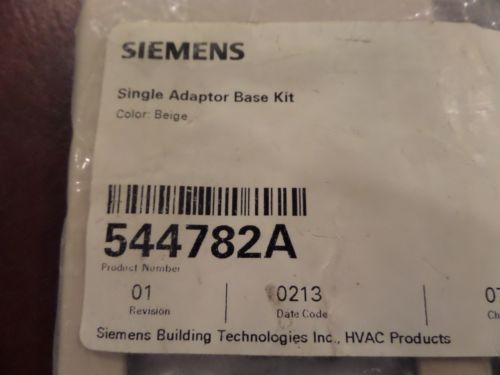 SIEMENS
Single Adaptor Base Kit
Color: Beige
544782A
Product Number
01 0213
Revision Date Code
Siemens Building Technologies Inc., HVAC Products